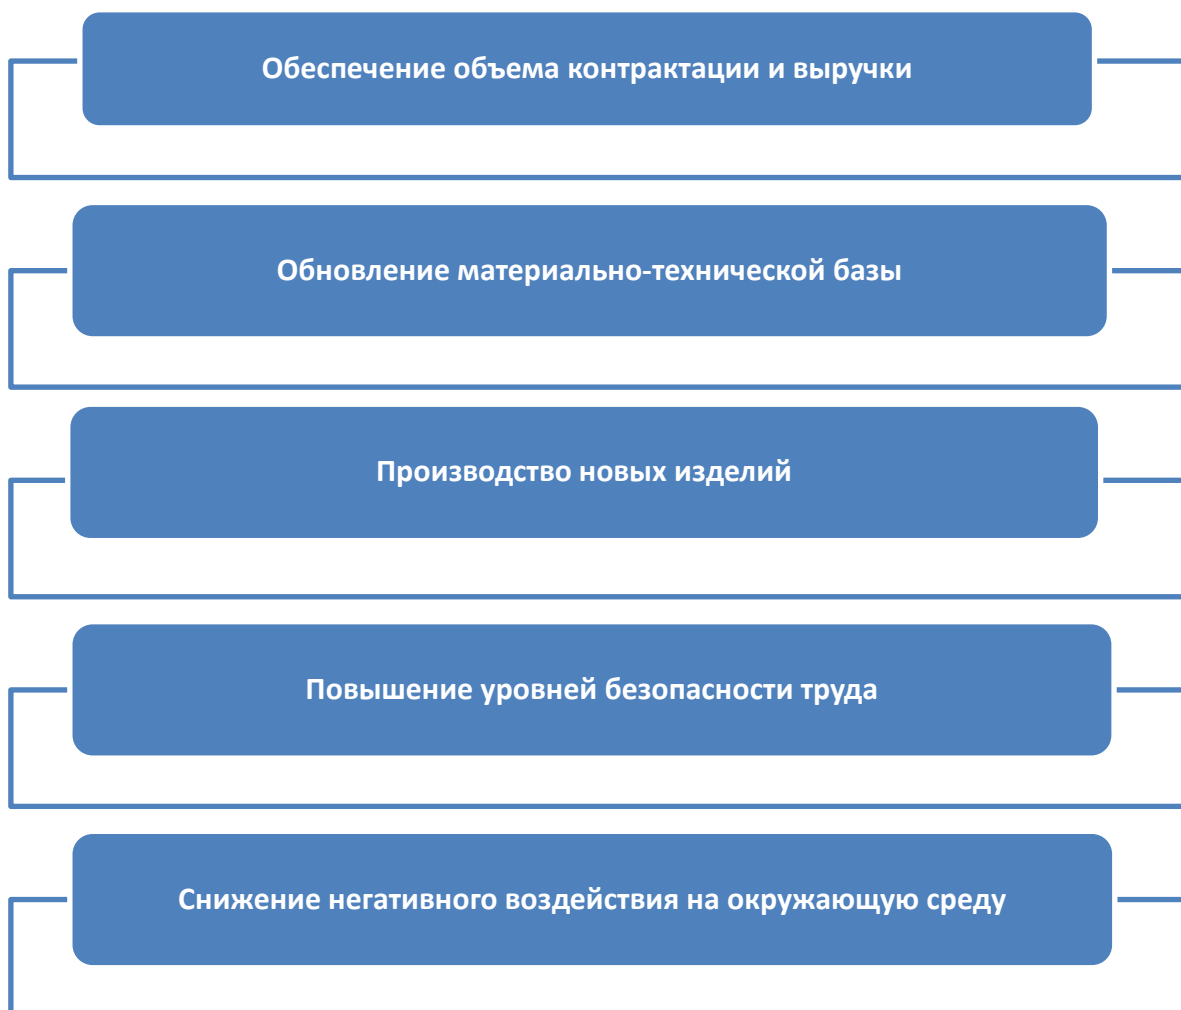 Обеспечение объема контрактации и выручки
Обновление материально-технической базы
Производство новых изделий
Повышение уровней безопасности труда
Снижение негативного воздействия на окружающую среду